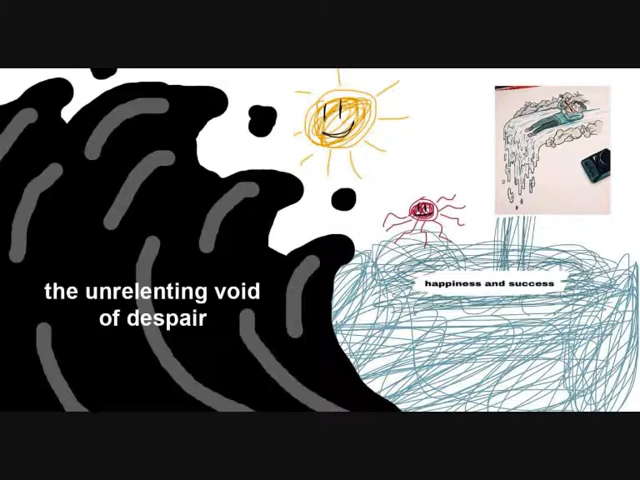 the unrelenting void
of despair
happiness and success